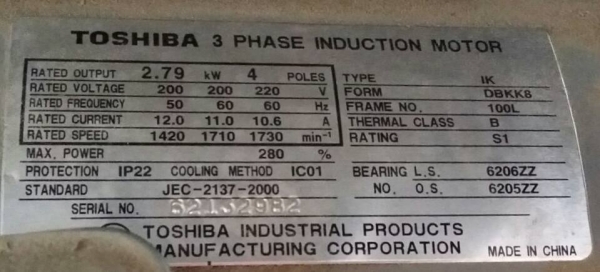 TOSHIBA 3 PHASE INDUCTION MOTOR
RATED OUTPUT 2.79 kW 4 POLES
RATED VOLTAGE 200 200 220 V
RATED FREQUENCY 50 60 60 Hz
RATED CURRENT 12.0 11.0 10.6 A
RATED SPEED 1420 1710 1730 min⁻¹
MAX. POWER 280 %
TYPE IK
FORM DBKK8
FRAME NO. 100L
THERMAL CLASS B
RATING S1
PROTECTION IP22 COOLING METHOD IC01
STANDARD JEC-2137-2000
BEARING L.S. 6206ZZ
NO. O.S. 6205ZZ
SERIAL NO. 62132982
TOSHIBA INDUSTRIAL PRODUCTS
MANUFACTURING CORPORATION
MADE IN CHINA